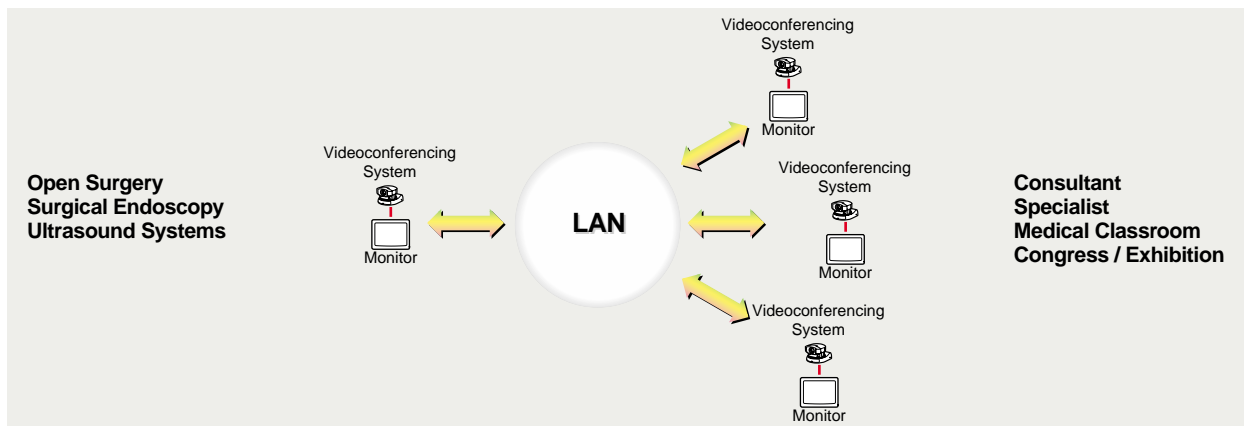 Open Surgery
Surgical Endoscopy
Ultrasound Systems
Videoconferencing
System
Monitor
LAN
Videoconferencing
System
Monitor
Videoconferencing
System
Monitor
Videoconferencing
System
Monitor
Consultant
Specialist
Medical Classroom
Congress / Exhibition